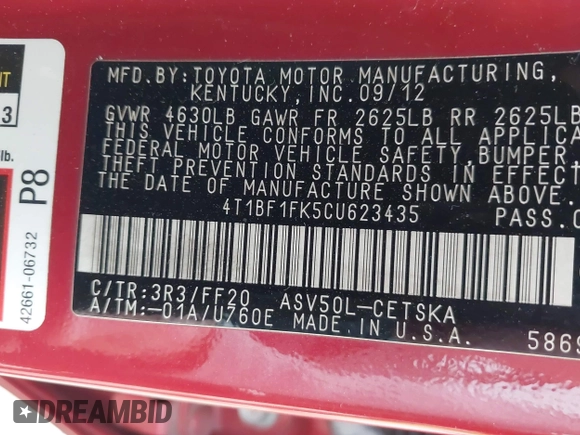 MFD.BY:TOYOTA MOTOR MANUFACTURING,
KENTUCKY,INC.09/12
GVWR 4630LB GAWR FR 2625LB RR 2625LB
THIS VEHICLE CONFORMS TO ALL
FEDERAL MOTOR VEHICLE SAFETY,BUMPER
THEFT PREVENTION STANDARDS IN
THE DATE OF MANUFACTURE SHOWN ABOVE.
4T1BF1FK5CU623435 PASS.
C/TR:3R3/FF20 ASV50L-CETSKA
A/TM:-01A/U760E MADE IN U.S.A.
lb.
P8
42661-06732
DREAMBID